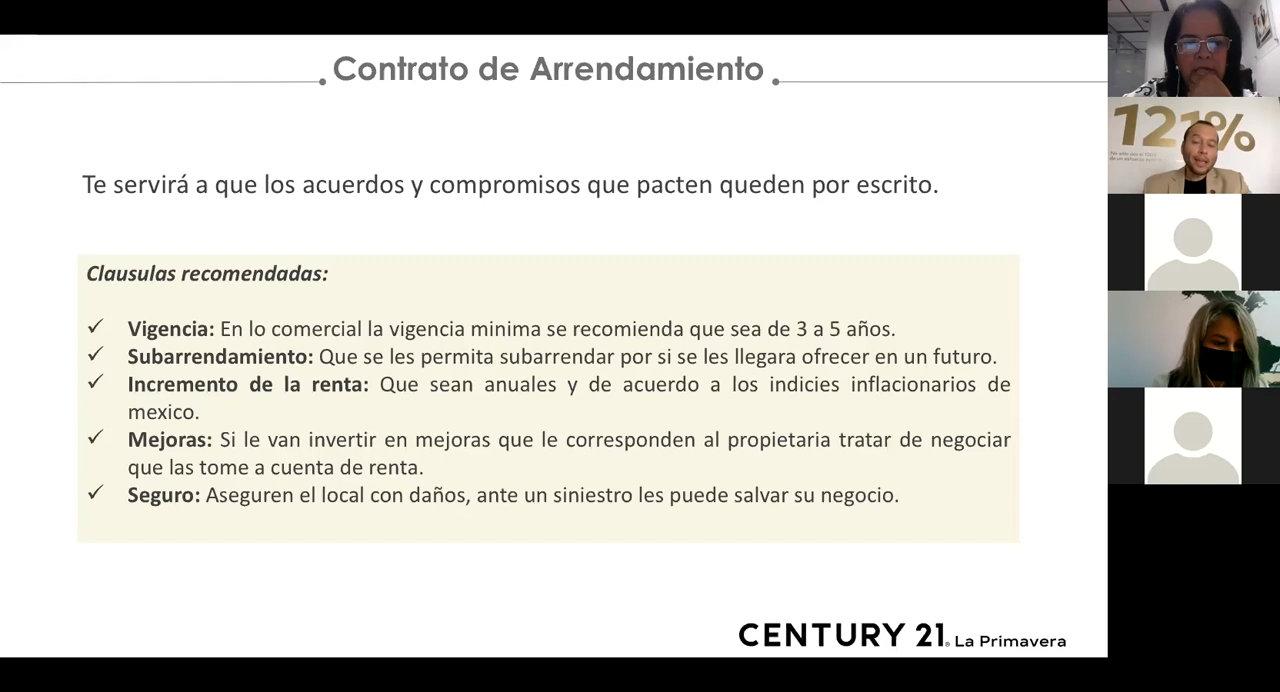 Contrato de Arrendamiento
Te servirá a que los acuerdos y compromisos que pacten queden por escrito.
Clausulas recomendadas:
✓ Vigencia: En lo comercial la vigencia minima se recomienda que sea de 3 a 5 años.
✓ Subarrendamiento: Que se les permita subarrendar por si se les llegara ofrecer en un futuro.
✓ Incremento de la renta: Que sean anuales y de acuerdo a los indicies inflacionarios de
mexico.
✓ Mejoras: Si le van invertir en mejoras que le corresponden al propietaria tratar de negociar
que las tome a cuenta de renta.
✓ Seguro: Aseguren el local con daños, ante un siniestro les puede salvar su negocio.
CENTURY 21® La Primavera
121%